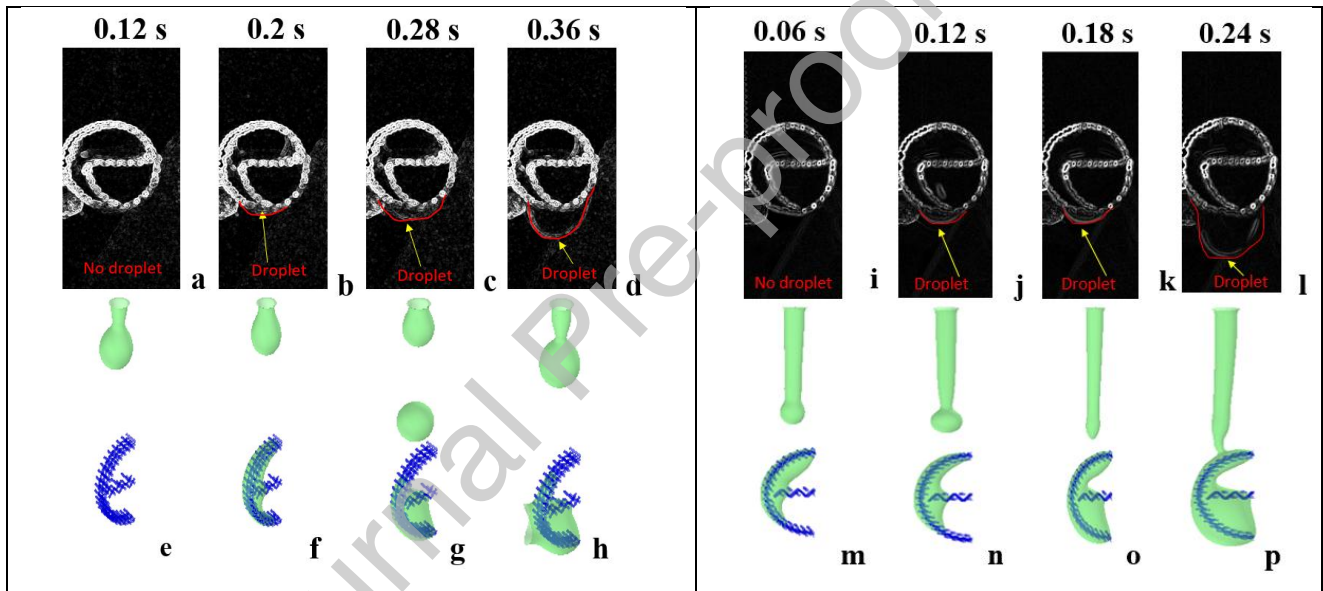 0.12 s 0.2 s 0.28 s 0.36 s
No droplet Droplet Droplet Droplet
a b c d
e f g h
0.06 s 0.12 s 0.18 s 0.24 s
No droplet Droplet Droplet Droplet
i j k l
m n o p
Journal Pre-proof